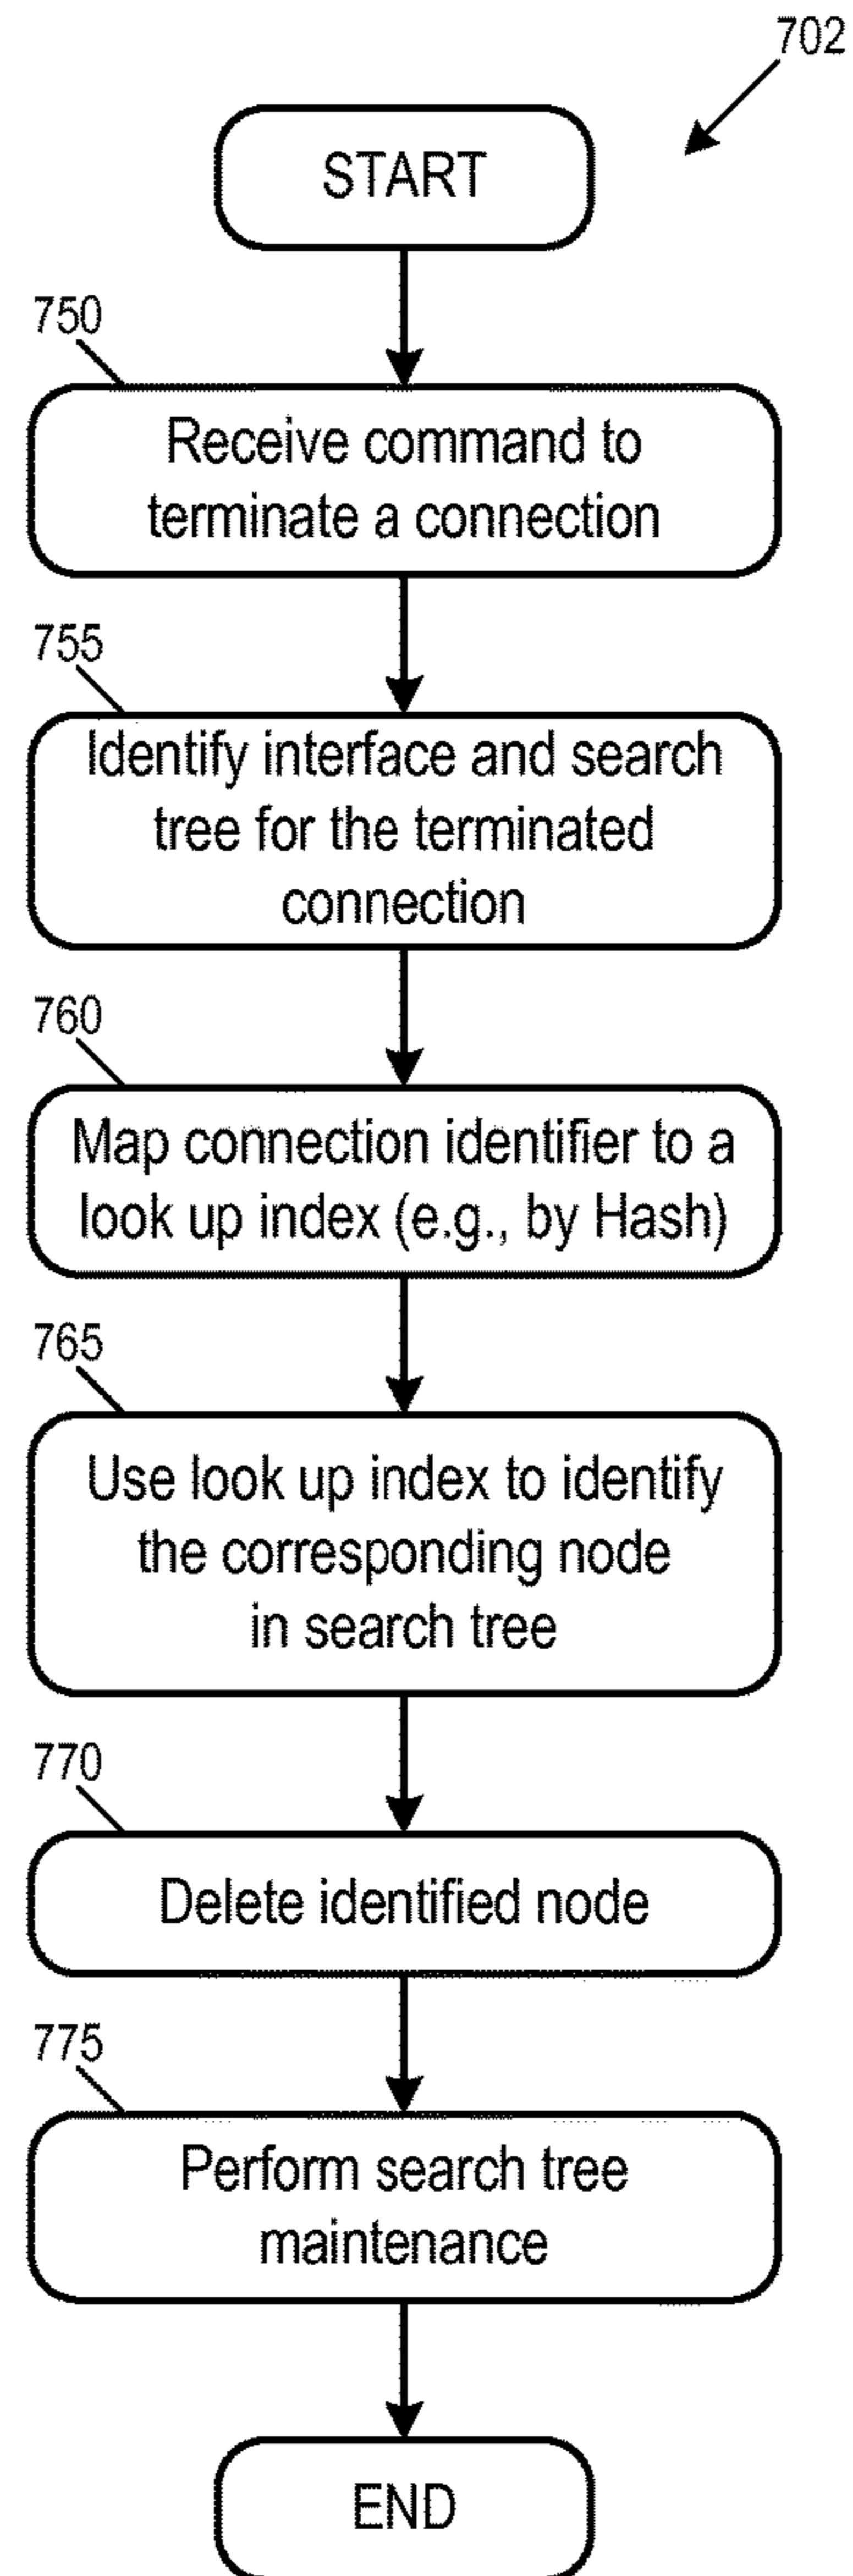 702
START
750
Receive command to
terminate a connection
755
Identify interface and search
tree for the terminated
connection
760
Map connection identifier to a
look up index (e.g., by Hash)
765
Use look up index to identify
the corresponding node
in search tree
770
Delete identified node
775
Perform search tree
maintenance
END